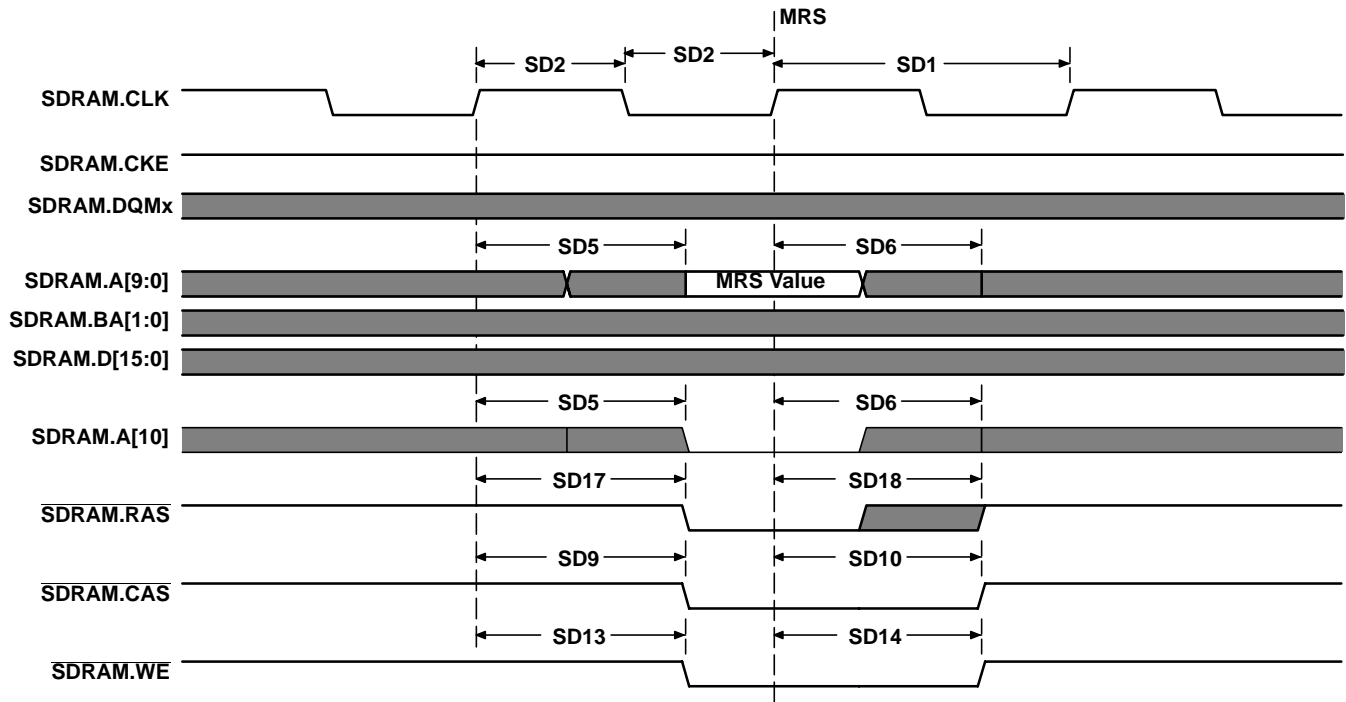 MRS
SD2
SD2
SD1
SDRAM.CLK
SDRAM.CKE
SDRAM.DQMx
SD5
SD6
SDRAM.A[9:0]
MRS Value
SDRAM.BA[1:0]
SDRAM.D[15:0]
SD5
SD6
SDRAM.A[10]
SD17
SD18
SDRAM.RAS
SD9
SD10
SDRAM.CAS
SD13
SD14
SDRAM.WE